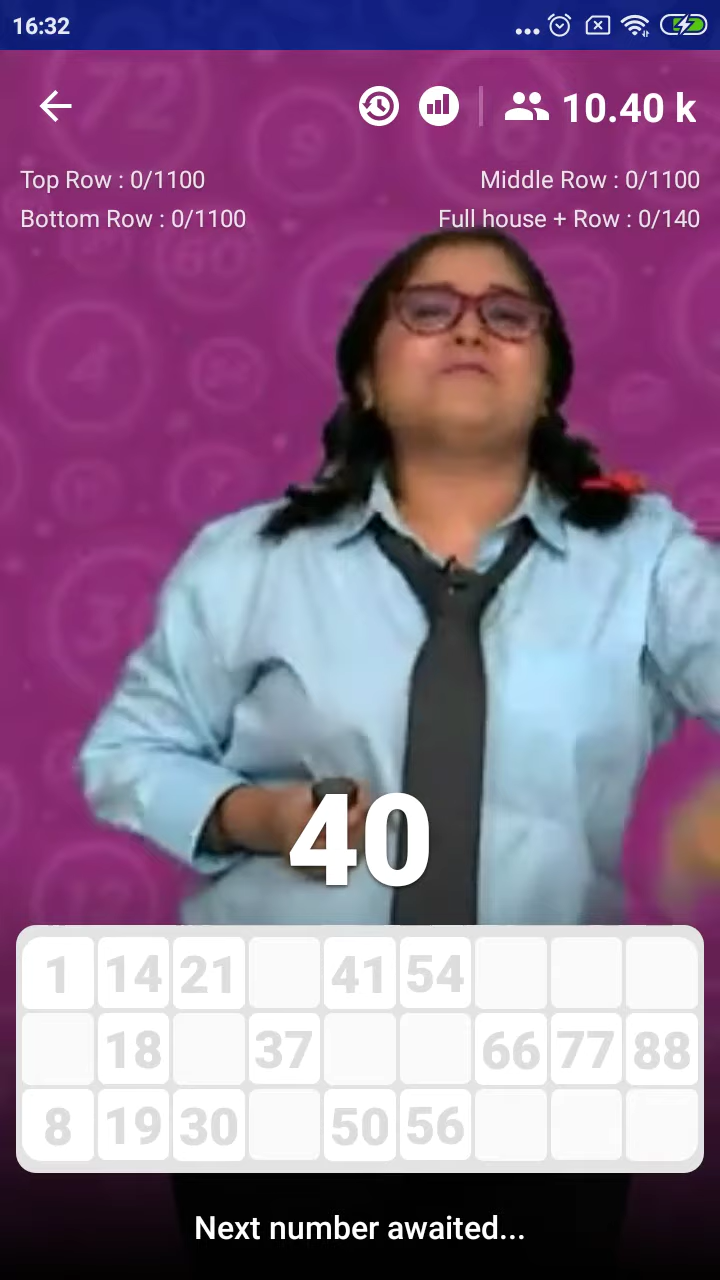 16:32
10.40 k
Top Row : 0/1100 Middle Row : 0/1100
Bottom Row : 0/1100 Full house + Row : 0/140
40
1 14 21 41 54
18 37 66 77 88
8 19 30 50 56
Next number awaited...